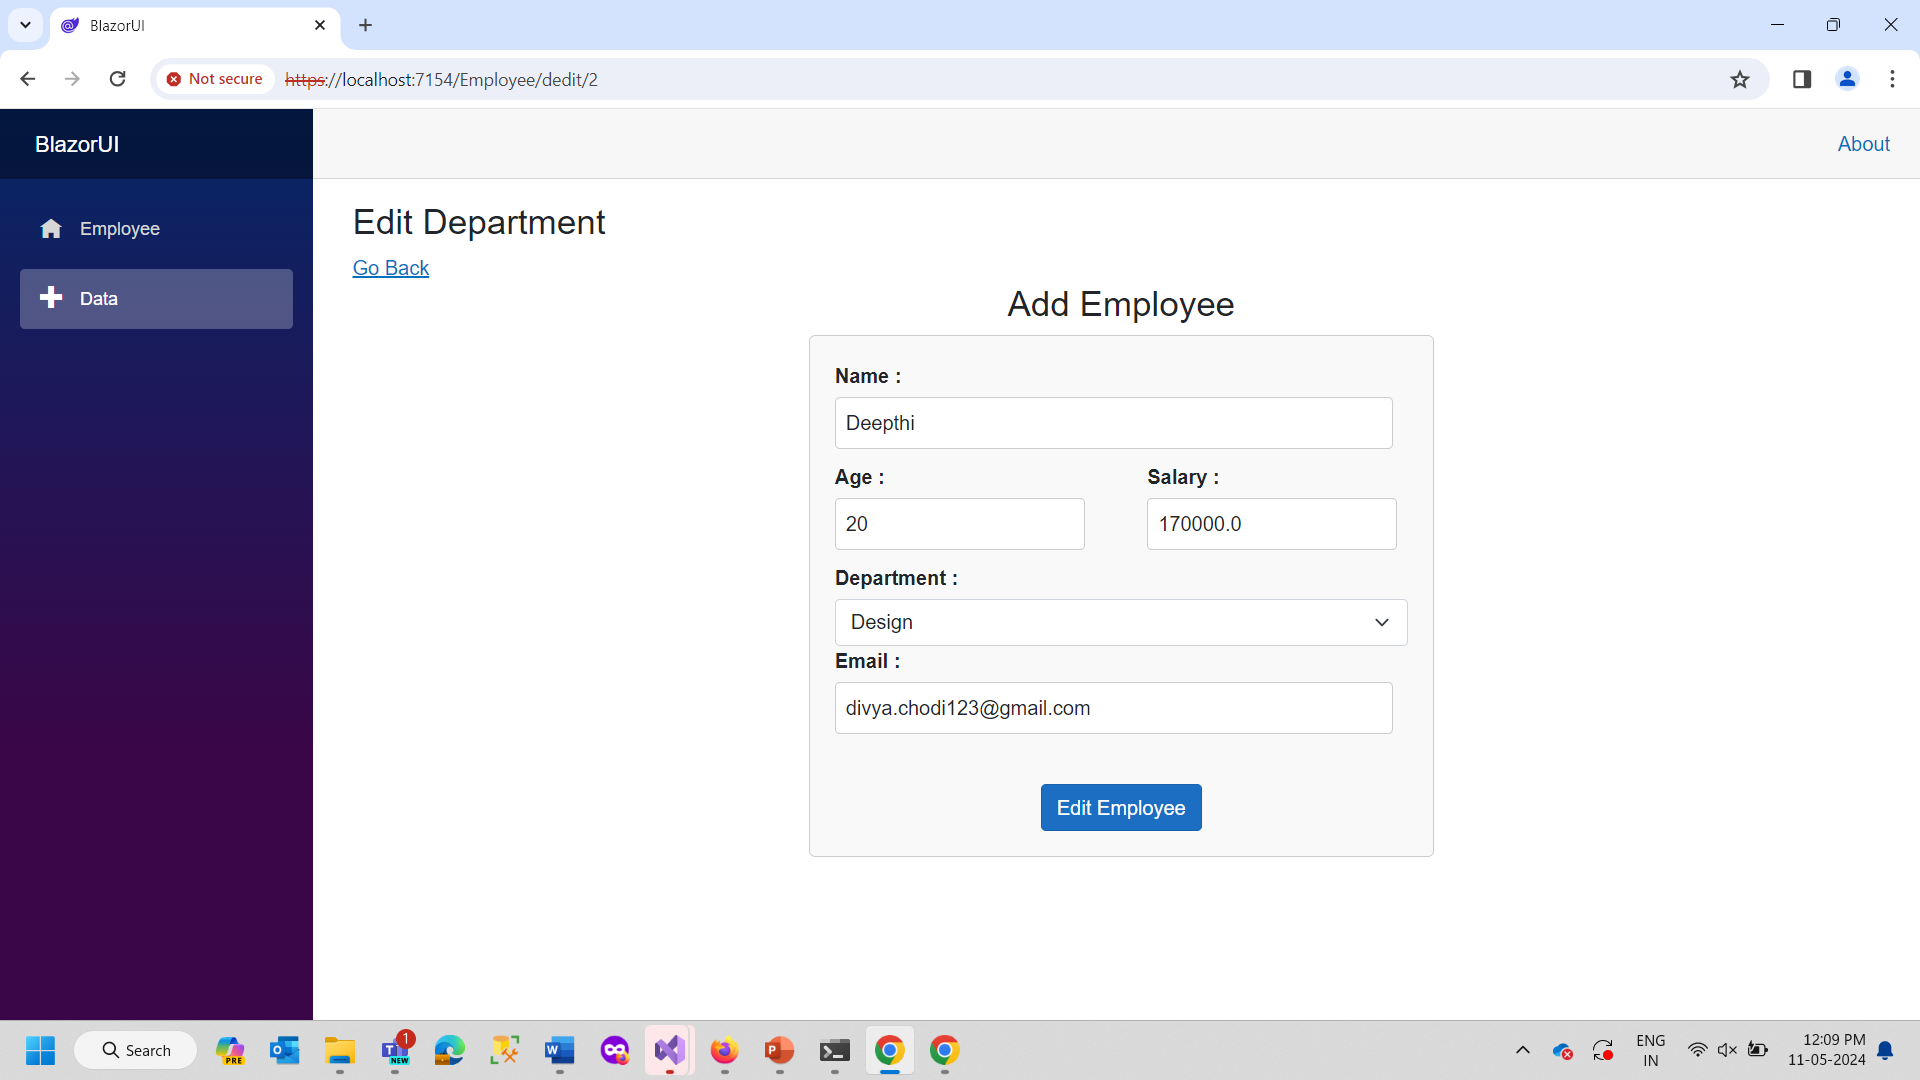 BlazorUI
Not secure https://localhost:7154/Employee/dedit/2
BlazorUI
About
Employee
Data
Edit Department
Go Back
Add Employee
Name :
Deepthi
Age : Salary :
20 170000.0
Department :
Design
Email :
divya.chodi123@gmail.com
Edit Employee
Search
PRE
1
NEW
ENG
IN
12:09 PM
11-05-2024